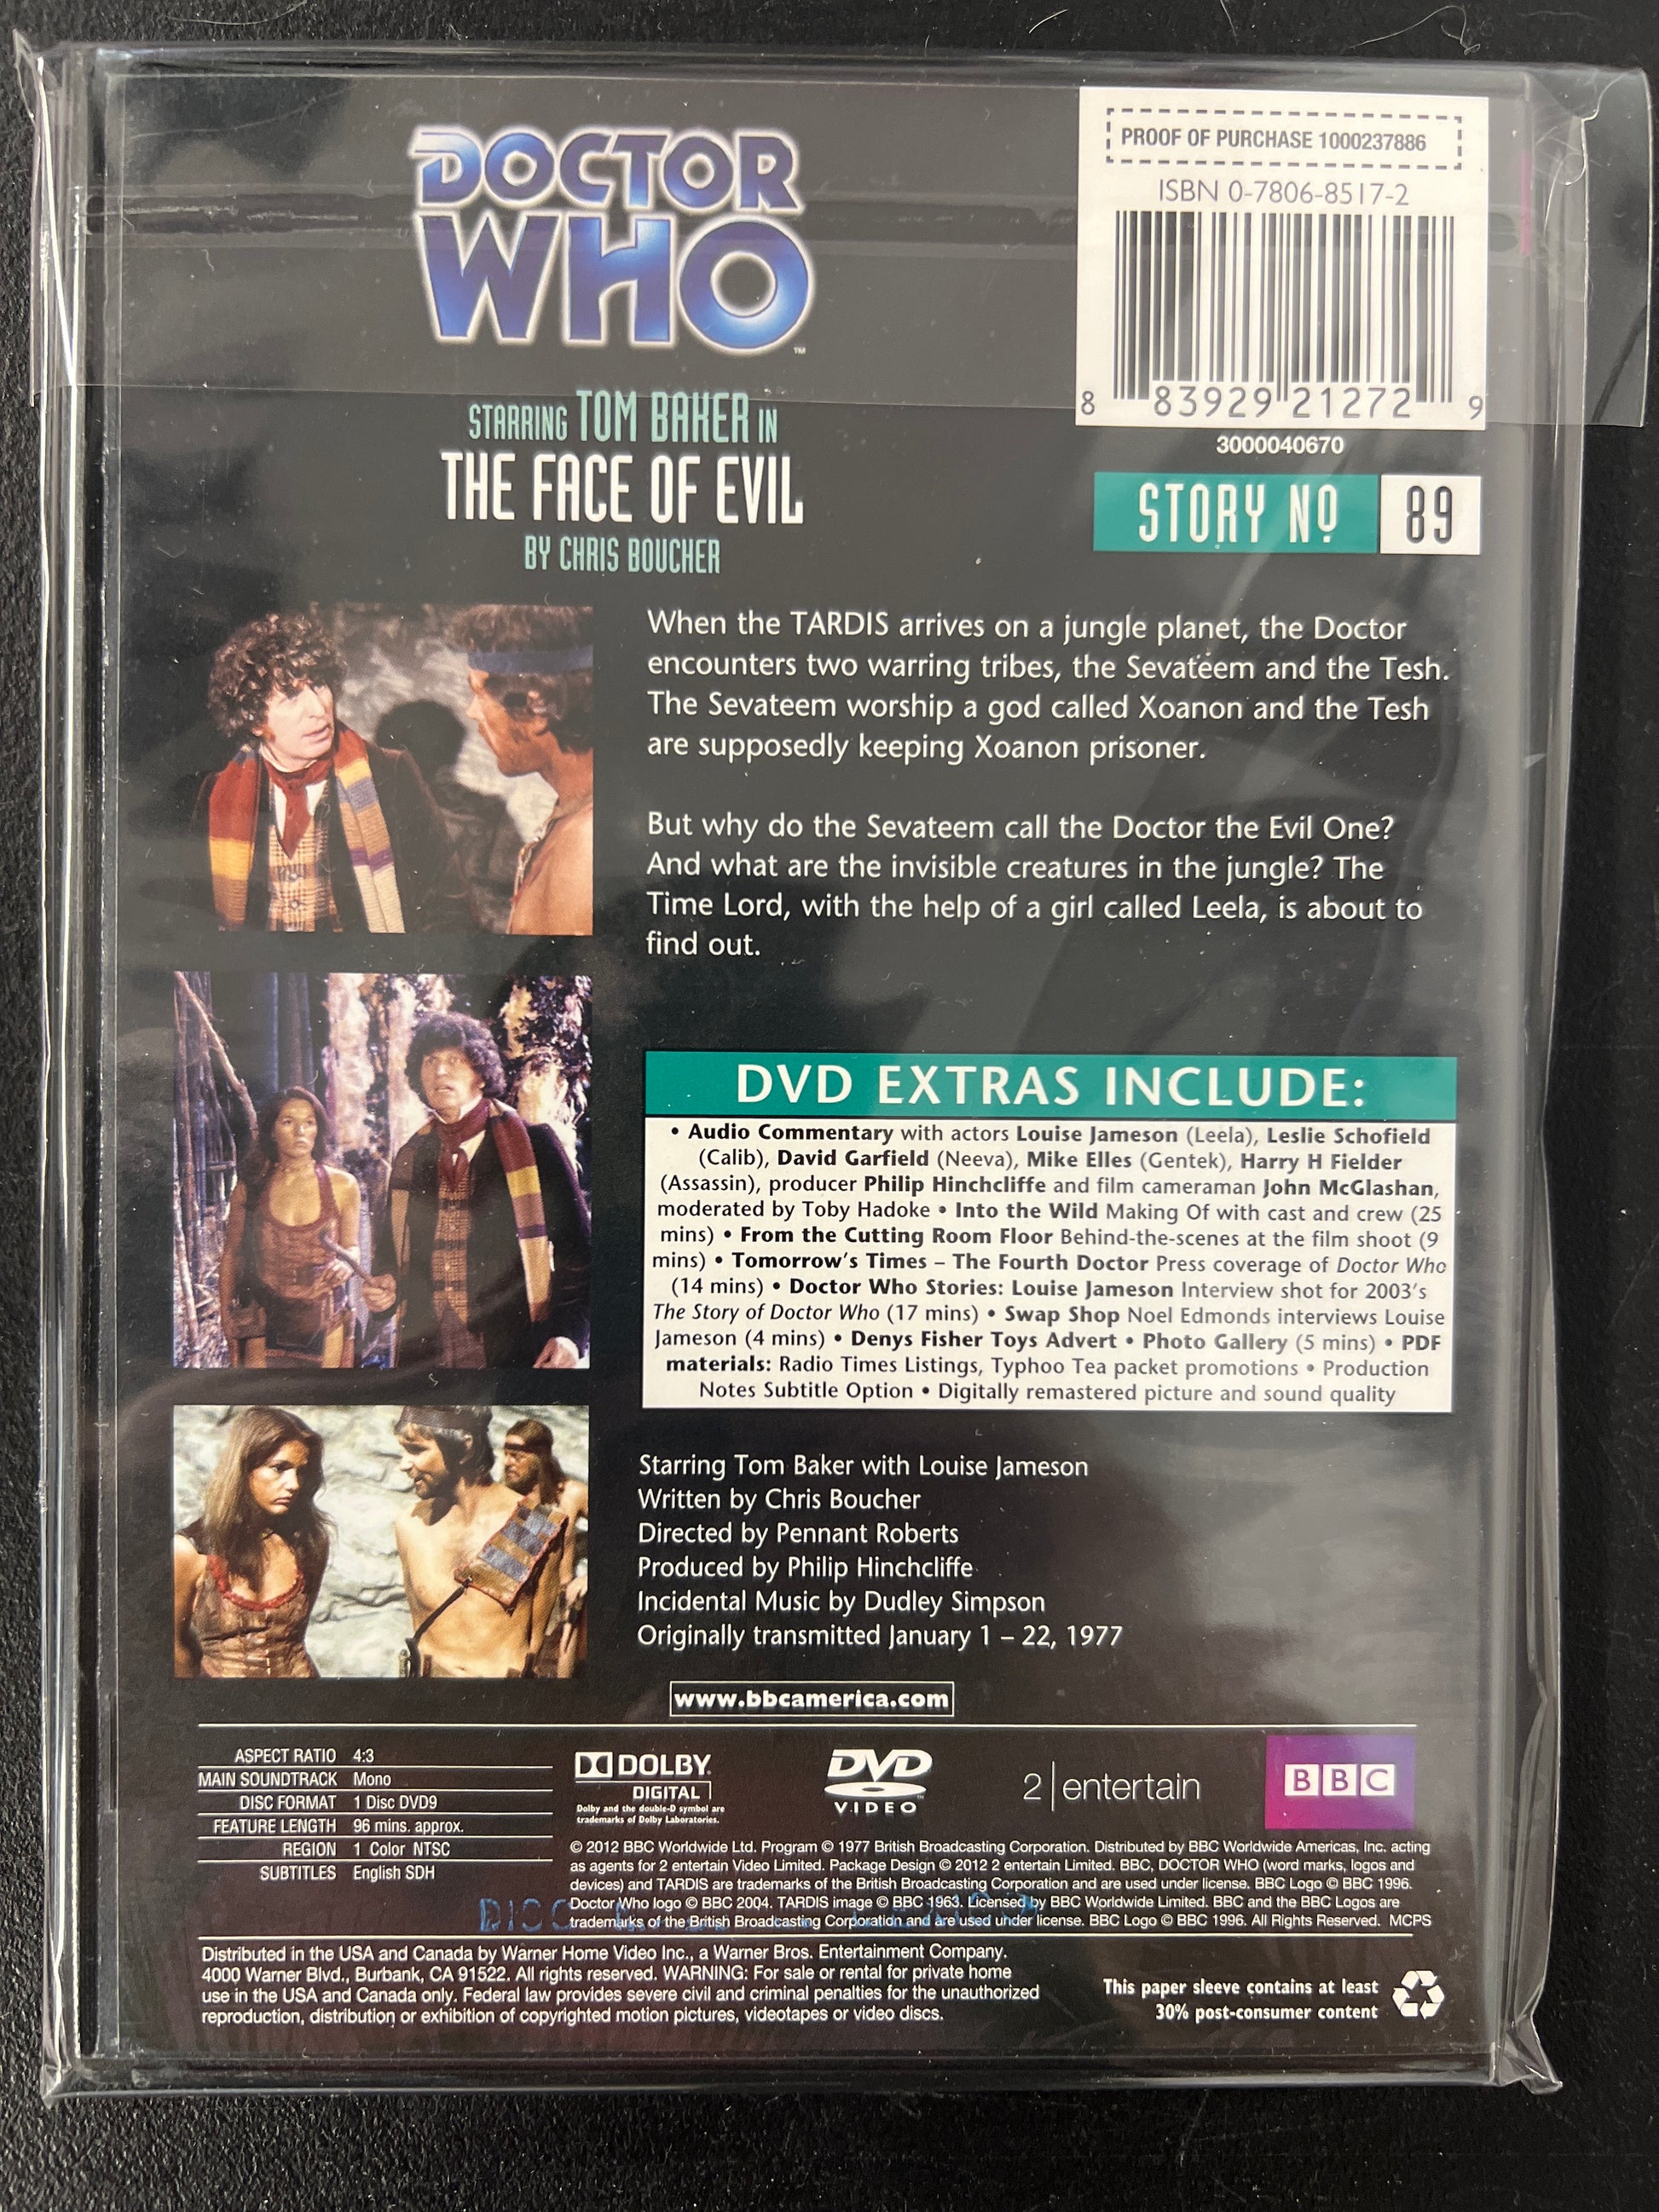 DOCTOR
WHO
™
PROOF OF PURCHASE 1000237886
ISBN 0-7806-8517-2
8 83929 21272 9
3000040670
STARRING TOM BAKER IN
THE FACE OF EVIL
BY CHRIS BOUCHER
STORY Nº 89
When the TARDIS arrives on a jungle planet, the Doctor
encounters two warring tribes, the Sevateem and the Tesh.
The Sevateem worship a god called Xoanon and the Tesh
are supposedly keeping Xoanon prisoner.
But why do the Sevateem call the Doctor the Evil One?
And what are the invisible creatures in the jungle? The
Time Lord, with the help of a girl called Leela, is about to
find out.
DVD EXTRAS INCLUDE:
• Audio Commentary with actors Louise Jameson (Leela), Leslie Schofield
(Calib), David Garfield (Neeva), Mike Elles (Gentek), Harry H Fielder
(Assassin), producer Philip Hinchcliffe and film cameraman John McGlashan,
moderated by Toby Hadoke • Into the Wild Making Of with cast and crew (25
mins) • From the Cutting Room Floor Behind-the-scenes at the film shoot (9
mins) • Tomorrow's Times – The Fourth Doctor Press coverage of Doctor Who
(14 mins) • Doctor Who Stories: Louise Jameson Interview shot for 2003's
The Story of Doctor Who (17 mins) • Swap Shop Noel Edmonds interviews Louise
Jameson (4 mins) • Denys Fisher Toys Advert • Photo Gallery (5 mins) • PDF
materials: Radio Times Listings, Typhoo Tea packet promotions • Production
Notes Subtitle Option • Digitally remastered picture and sound quality
Starring Tom Baker with Louise Jameson
Written by Chris Boucher
Directed by Pennant Roberts
Produced by Philip Hinchcliffe
Incidental Music by Dudley Simpson
Originally transmitted January 1 – 22, 1977
www.bbcamerica.com
ASPECT RATIO 4:3
MAIN SOUNDTRACK Mono
DISC FORMAT 1 Disc DVD9
FEATURE LENGTH 96 mins. approx.
REGION 1 Color NTSC
SUBTITLES English SDH
DOLBY
DIGITAL
Dolby and the double-D symbol are
trademarks of Dolby Laboratories.
DVD
VIDEO
2 | entertain
BBC
© 2012 BBC Worldwide Ltd. Program © 1977 British Broadcasting Corporation. Distributed by BBC Worldwide Americas, Inc. acting
as agents for 2 entertain Video Limited. Package Design © 2012 2 entertain Limited. BBC, DOCTOR WHO (word marks, logos and
devices) and TARDIS are trademarks of the British Broadcasting Corporation and are used under license. BBC Logo © BBC 1996.
Doctor Who logo © BBC 2004. TARDIS image © BBC 1963. Licensed by BBC Worldwide Limited. BBC and the BBC Logos are
trademarks of the British Broadcasting Corporation and are used under license. BBC Logo © BBC 1996. All Rights Reserved. MCPS
Distributed in the USA and Canada by Warner Home Video Inc., a Warner Bros. Entertainment Company.
4000 Warner Blvd., Burbank, CA 91522. All rights reserved. WARNING: For sale or rental for private home
use in the USA and Canada only. Federal law provides severe civil and criminal penalties for the unauthorized
reproduction, distribution or exhibition of copyrighted motion pictures, videotapes or video discs.
This paper sleeve contains at least
30% post-consumer content